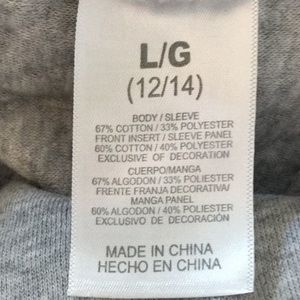 L/G
(12/14)
BODY / SLEEVE
67% COTTON / 33% POLYESTER
FRONT INSERT / SLEEVE PANEL
60% COTTON / 40% POLYESTER
EXCLUSIVE OF DECORATION
CUERPO/MANGA
67% ALGODON / 33% POLIESTER
FRENTE FRANJA DECORATIVA/
MANGA PANEL
60% ALGODON / 40% POLIESTER
EXCLUSIVO DE DECORACIÓN
MADE IN CHINA
HECHO EN CHINA